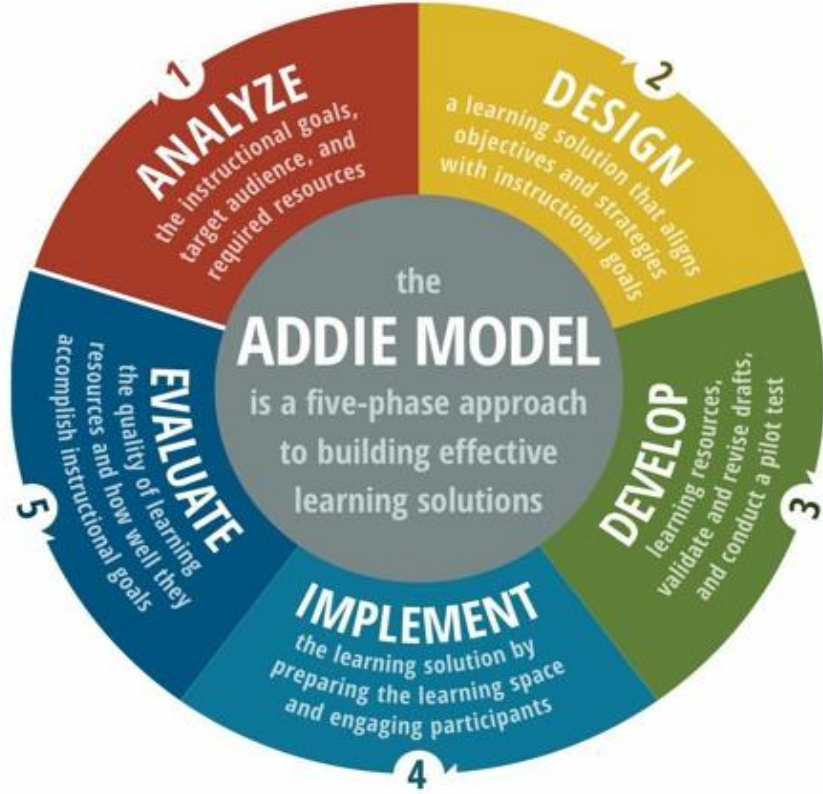 the
ADDIE MODEL
is a five-phase approach
to building effective
learning solutions
1
ANALYZE
the instructional goals,
target audience, and
required resources
2
DESIGN
a learning solution that aligns
objectives and strategies
with instructional goals
3
DEVELOP
learning resources,
validate and revise drafts,
and conduct a pilot test
4
IMPLEMENT
the learning solution by
preparing the learning space
and engaging participants
5
EVALUATE
the quality of learning
resources and how well they
accomplish instructional goals